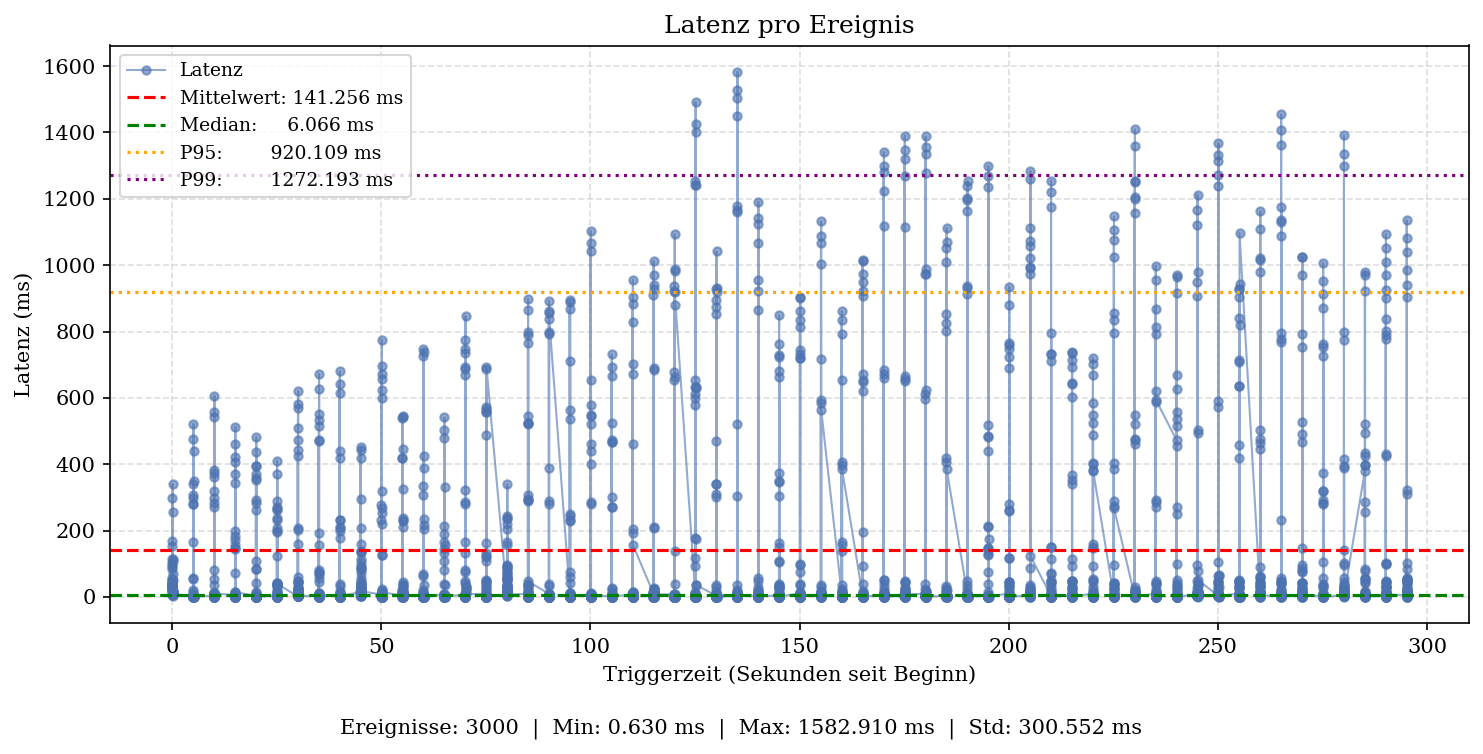 Latenz pro Ereignis
Latenz (ms)
1600
1400
1200
1000
800
600
400
200
0
Latenz
Mittelwert: 141.256 ms
Median: 6.066 ms
P95: 920.109 ms
P99: 1272.193 ms
0 50 100 150 200 250 300
Triggerzeit (Sekunden seit Beginn)
Ereignisse: 3000 | Min: 0.630 ms | Max: 1582.910 ms | Std: 300.552 ms